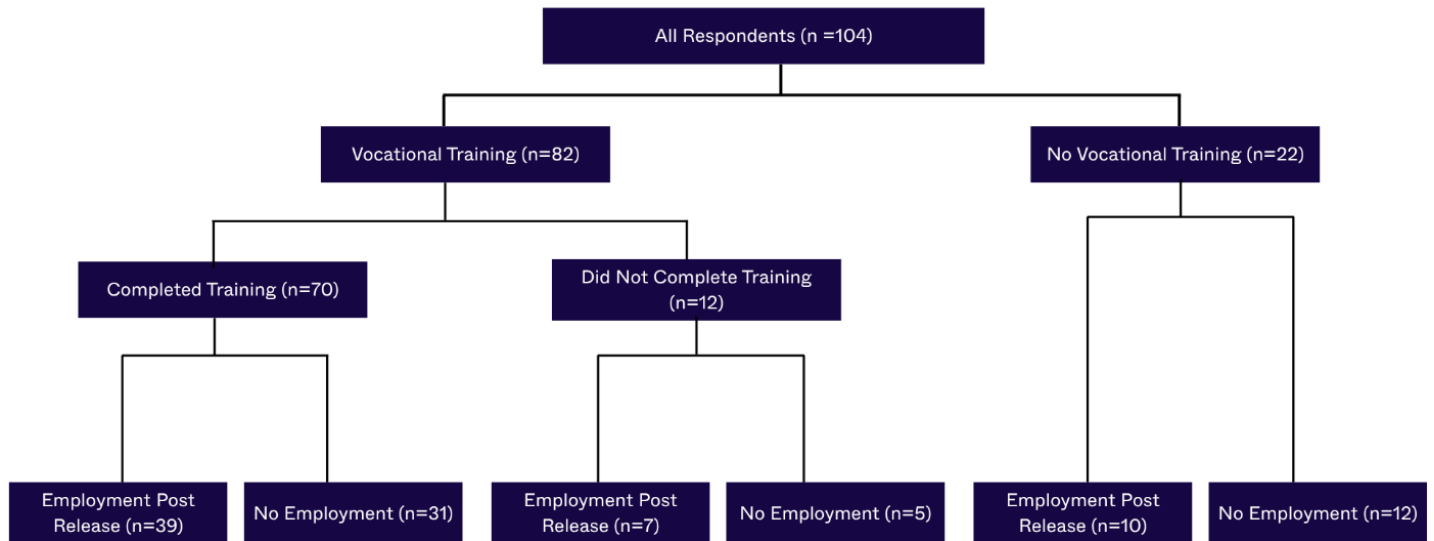 All Respondents (n =104)
Vocational Training (n=82)
No Vocational Training (n=22)
Completed Training (n=70)
Did Not Complete Training
(n=12)
Employment Post
Release (n=39)
No Employment (n=31)
Employment Post
Release (n=7)
No Employment (n=5)
Employment Post
Release (n=10)
No Employment (n=12)